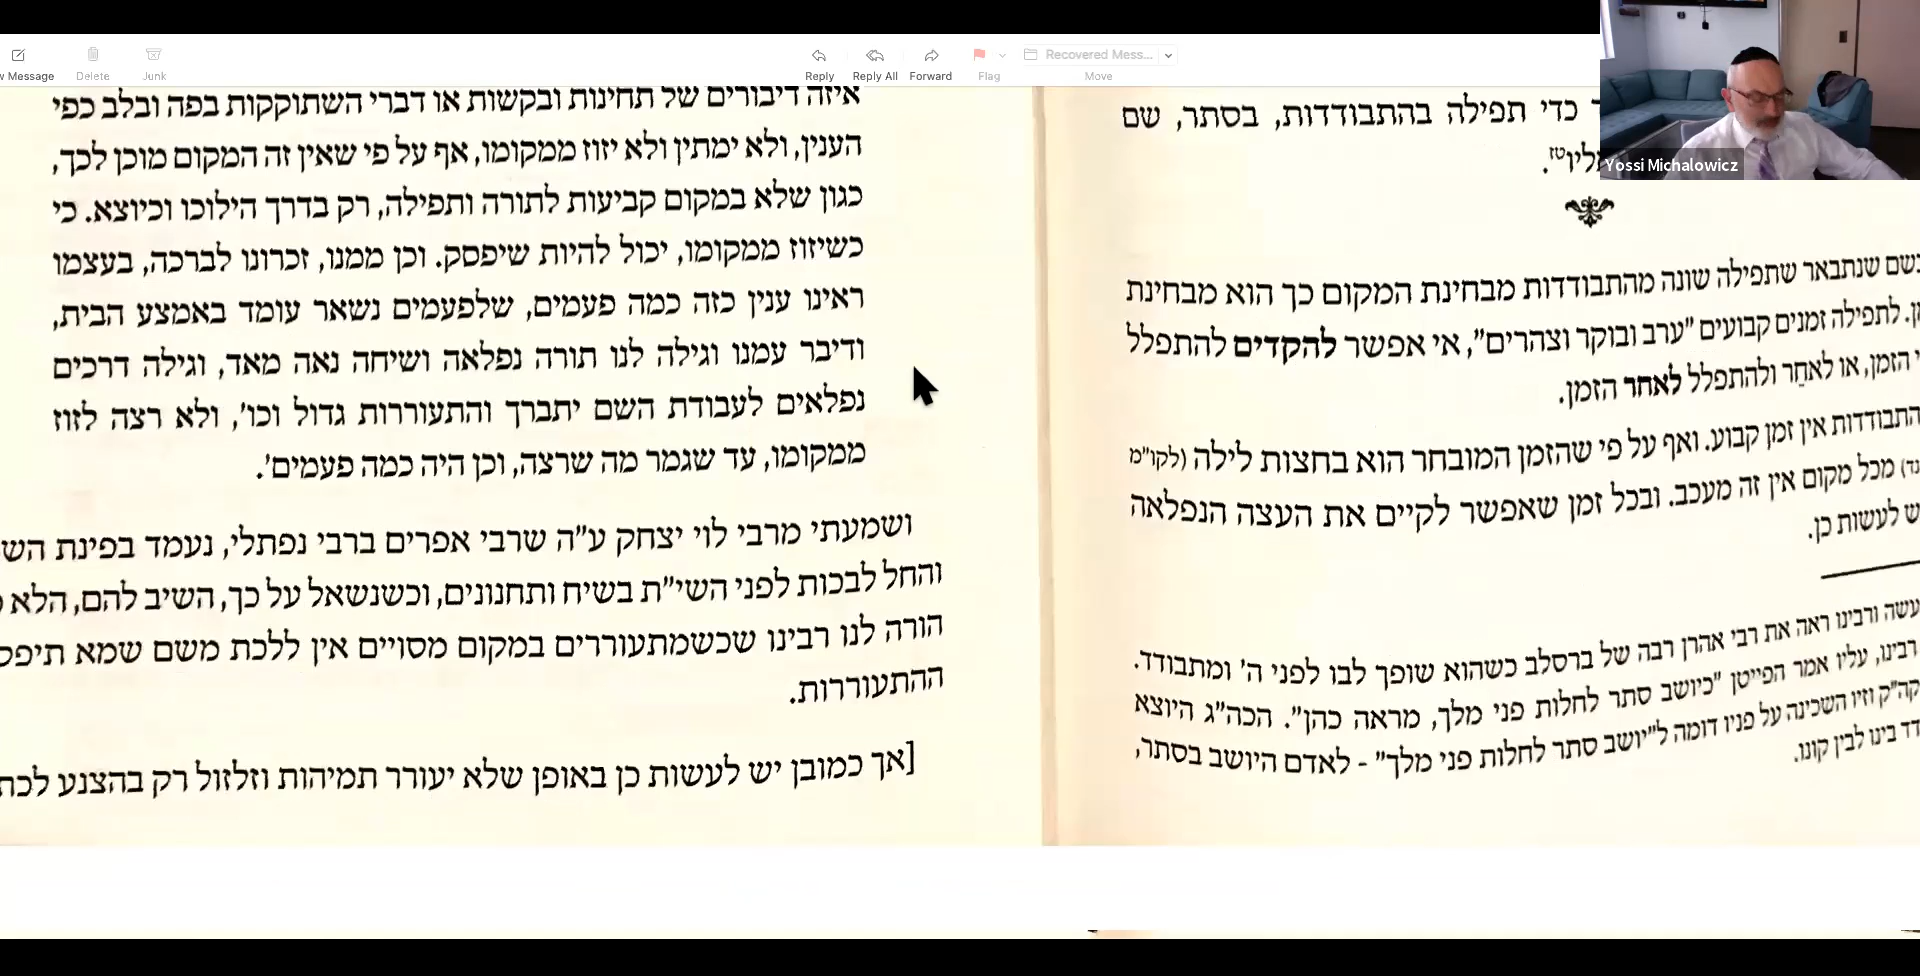 Message
Delete
Junk
Reply
Reply All
Forward
Flag
Recovered Mess...
Move
Yossi Michalowicz
כדי תפילה בהתבודדות, בסתר, שם
כשם שנתבאר שתפילה שונה מהתבודדות מבחינת המקום כך הוא מבחינת
לתפילה זמנים קבועים "ערב ובוקר וצהרים", אי אפשר להקדים להתפלל
הזמן, או לאחר ולהתפלל לאחר הזמן.
התבודדות אין זמן קבוע. ואף על פי שהזמן המובחר הוא בחצות לילה (לקו"מ
מכל מקום אין זה מעכב. ובכל זמן שאפשר לקיים את העצה הנפלאה
לעשות כן.
ורבינו ראה את רבי אהרן רבה של ברסלב כשהוא שופך לבו לפני ה' ומתבודד.
רבינו, עליו אמר הפייטן "כיושב סתר לחלות פני מלך, מראה כהן". הכה"ג היוצא
וזיו השכינה על פניו דומה ל"יושב סתר לחלות פני מלך" - לאדם היושב בסתר,
בינו לבין קונו.
איזה דיבורים של תחינות ובקשות או דברי השתוקקות בפה ובלב כפי
הענין, ולא ימתין ולא יזוז ממקומו, אף על פי שאין זה המקום מוכן לכך,
כגון שלא במקום קביעות לתורה ותפילה, רק בדרך הילוכו וכיוצא. כי
כשיזוז ממקומו, יכול להיות שיפסק. וכן ממנו, זכרונו לברכה, בעצמו
ראינו ענין כזה כמה פעמים, שלפעמים נשאר עומד באמצע הבית,
ודיבר עמנו וגילה לנו תורה נפלאה ושיחה נאה מאד, וגילה דרכים
נפלאים לעבודת השם יתברך והתעוררות גדול וכו', ולא רצה לזוז
ממקומו, עד שגמר מה שרצה, וכן היה כמה פעמים'.
ושמעתי מרבי לוי יצחק ע"ה שרבי אפרים ברבי נפתלי, נעמד בפינת
והחל לבכות לפני השי"ת בשיח ותחנונים, וכשנשאל על כך, השיב להם, הלא
הורה לנו רבינו שכשמתעוררים במקום מסויים אין ללכת משם שמא
ההתעוררות.
[אך כמובן יש לעשות כן באופן שלא יעורר תמיהות וזלזול רק בהצנע